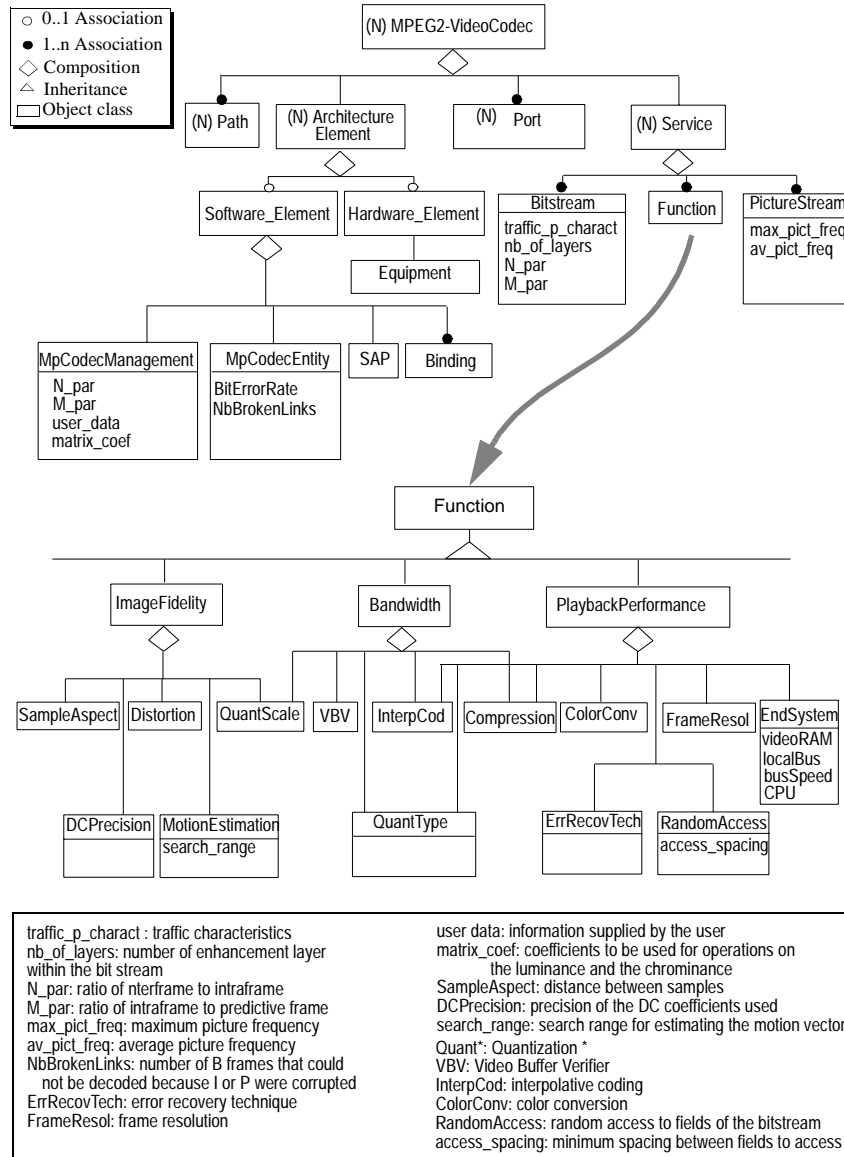 0..1 Association
1..n Association
Composition
Inheritance
Object class
(N) MPEG2-VideoCodec
(N) Path
(N) Architecture
Element
(N) Port
(N) Service
Software_Element
Hardware_Element
Equipment
Bitstream
traffic_p_charact
nb_of_layers
N_par
M_par
Function
PictureStream
max_pict_freq
av_pict_freq
MpCodecManagement
N_par
M_par
user_data
matrix_coef
MpCodecEntity
BitErrorRate
NbBrokenLinks
SAP
Binding
Function
ImageFidelity
Bandwidth
PlaybackPerformance
SampleAspect
Distortion
QuantScale
VBV
InterpCod
Compression
ColorConv
FrameResol
EndSystem
videoRAM
localBus
busSpeed
CPU
DCPrecision
MotionEstimation
search_range
QuantType
ErrRecovTech
RandomAccess
access_spacing
traffic_p_charact : traffic characteristics
nb_of_layers: number of enhancement layer
within the bit stream
N_par: ratio of nterframe to intraframe
M_par: ratio of intraframe to predictive frame
max_pict_freq: maximum picture frequency
av_pict_freq: average picture frequency
NbBrokenLinks: number of B frames that could
not be decoded because I or P were corrupted
ErrRecovTech: error recovery technique
FrameResol: frame resolution
user data: information supplied by the user
matrix_coef: coefficients to be used for operations on
the luminance and the chrominance
SampleAspect: distance between samples
DCPrecision: precision of the DC coefficients used
search_range: search range for estimating the motion vector
Quant*: Quantization *
VBV: Video Buffer Verifier
InterpCod: interpolative coding
ColorConv: color conversion
RandomAccess: random access to fields of the bitstream
access_spacing: minimum spacing between fields to access